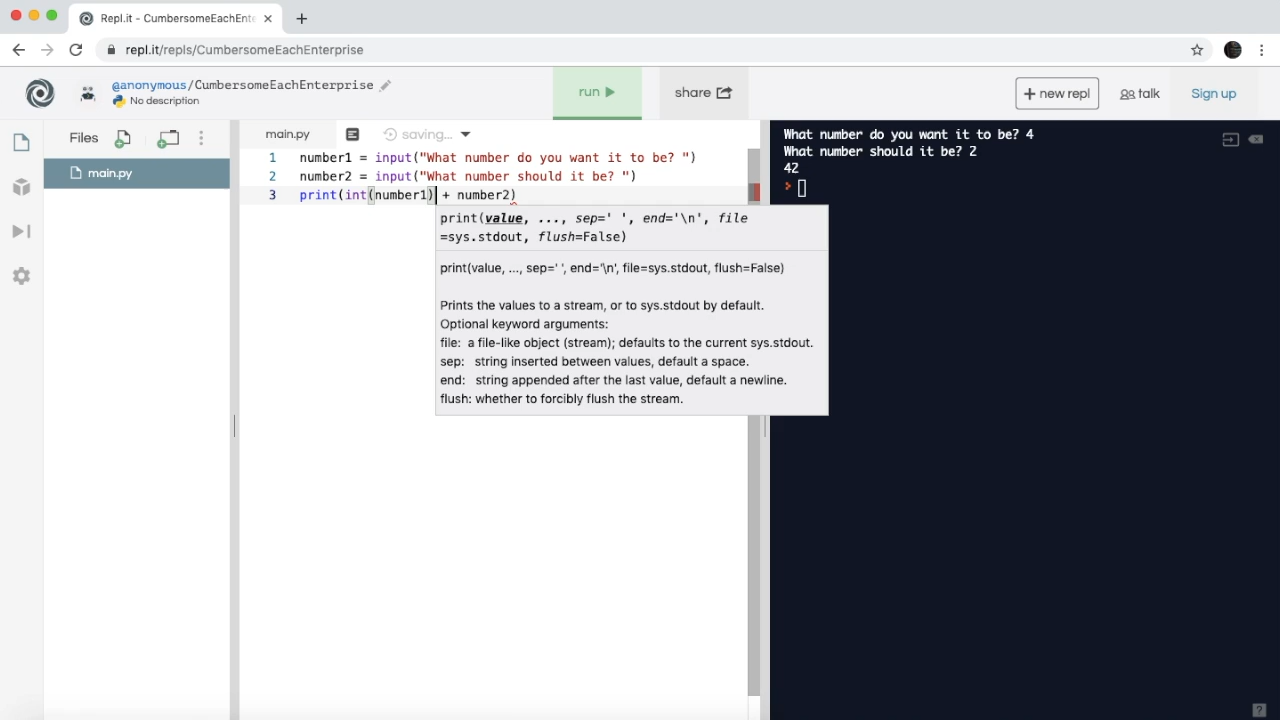 Repl.it - CumbersomeEachEnte
repl.it/repls/CumbersomeEachEnterprise
@anonymous/CumbersomeEachEnterprise
No description
run
share
+ new repl
talk
Sign up
Files
main.py
main.py
saving...
1 number1 = input("What number do you want it to be? ")
2 number2 = input("What number should it be? ")
3 print(int(number1) + number2)
print(value, ..., sep=' ', end='\n', file
=sys.stdout, flush=False)
print(value, ..., sep=' ', end='\n', file=sys.stdout, flush=False)
Prints the values to a stream, or to sys.stdout by default.
Optional keyword arguments:
file: a file-like object (stream); defaults to the current sys.stdout.
sep: string inserted between values, default a space.
end: string appended after the last value, default a newline.
flush: whether to forcibly flush the stream.
What number do you want it to be? 4
What number should it be? 2
42
?